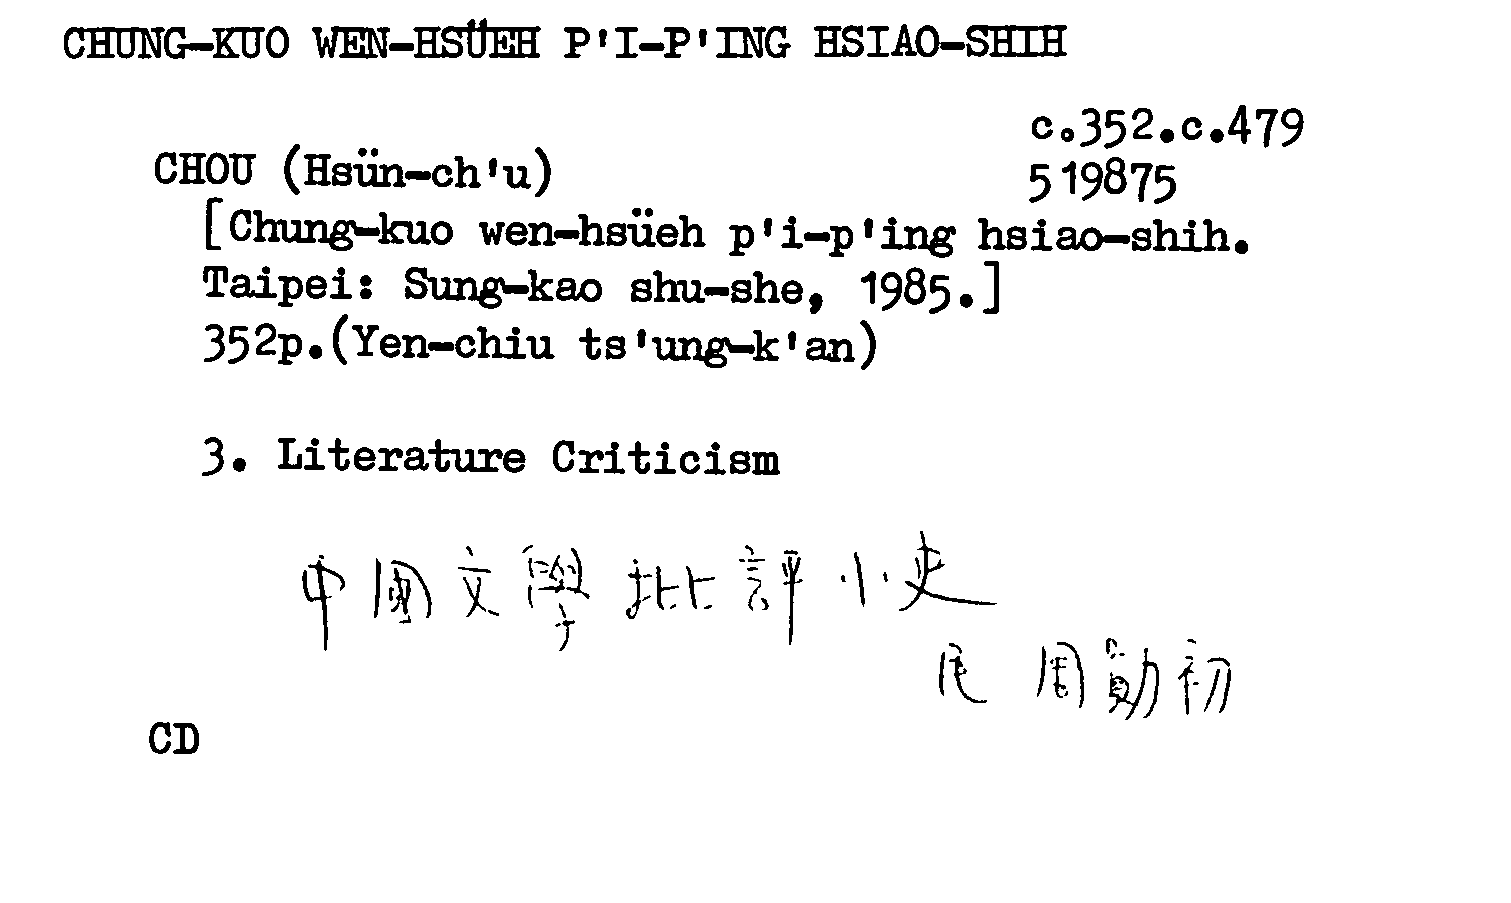 CHUNG-KUO WEN-HSÜEH P'I-P'ING HSIAO-SHIH
c.352.c.479
CHOU (Hsün-ch'u)
519875
[Chung-kuo wen-hsüeh p'i-p'ing hsiao-shih.
Taipei: Sung-kao shu-she, 1985.]
352p.(Yen-chiu ts'ung-k'an)
3. Literature Criticism
中國文學批評小史
民 周勛初
CD